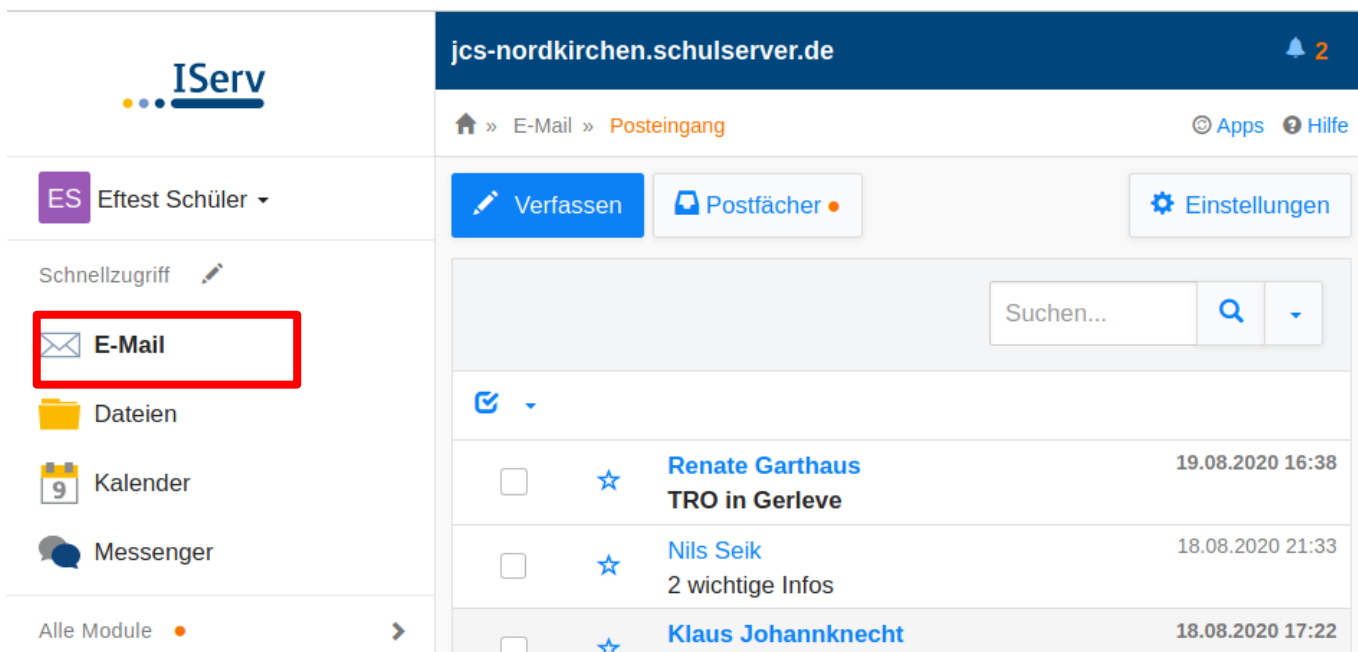 IServ
ES Eftest Schüler
Schnellzugriff
E-Mail
Dateien
9 Kalender
Messenger
Alle Module
jcs-nordkirchen.schulserver.de 2
» E-Mail » Posteingang Apps Hilfe
Verfassen Postfächer Einstellungen
Suchen...
Renate Garthaus 19.08.2020 16:38
TRO in Gerleve
Nils Seik 18.08.2020 21:33
2 wichtige Infos
Klaus Johannknecht 18.08.2020 17:22